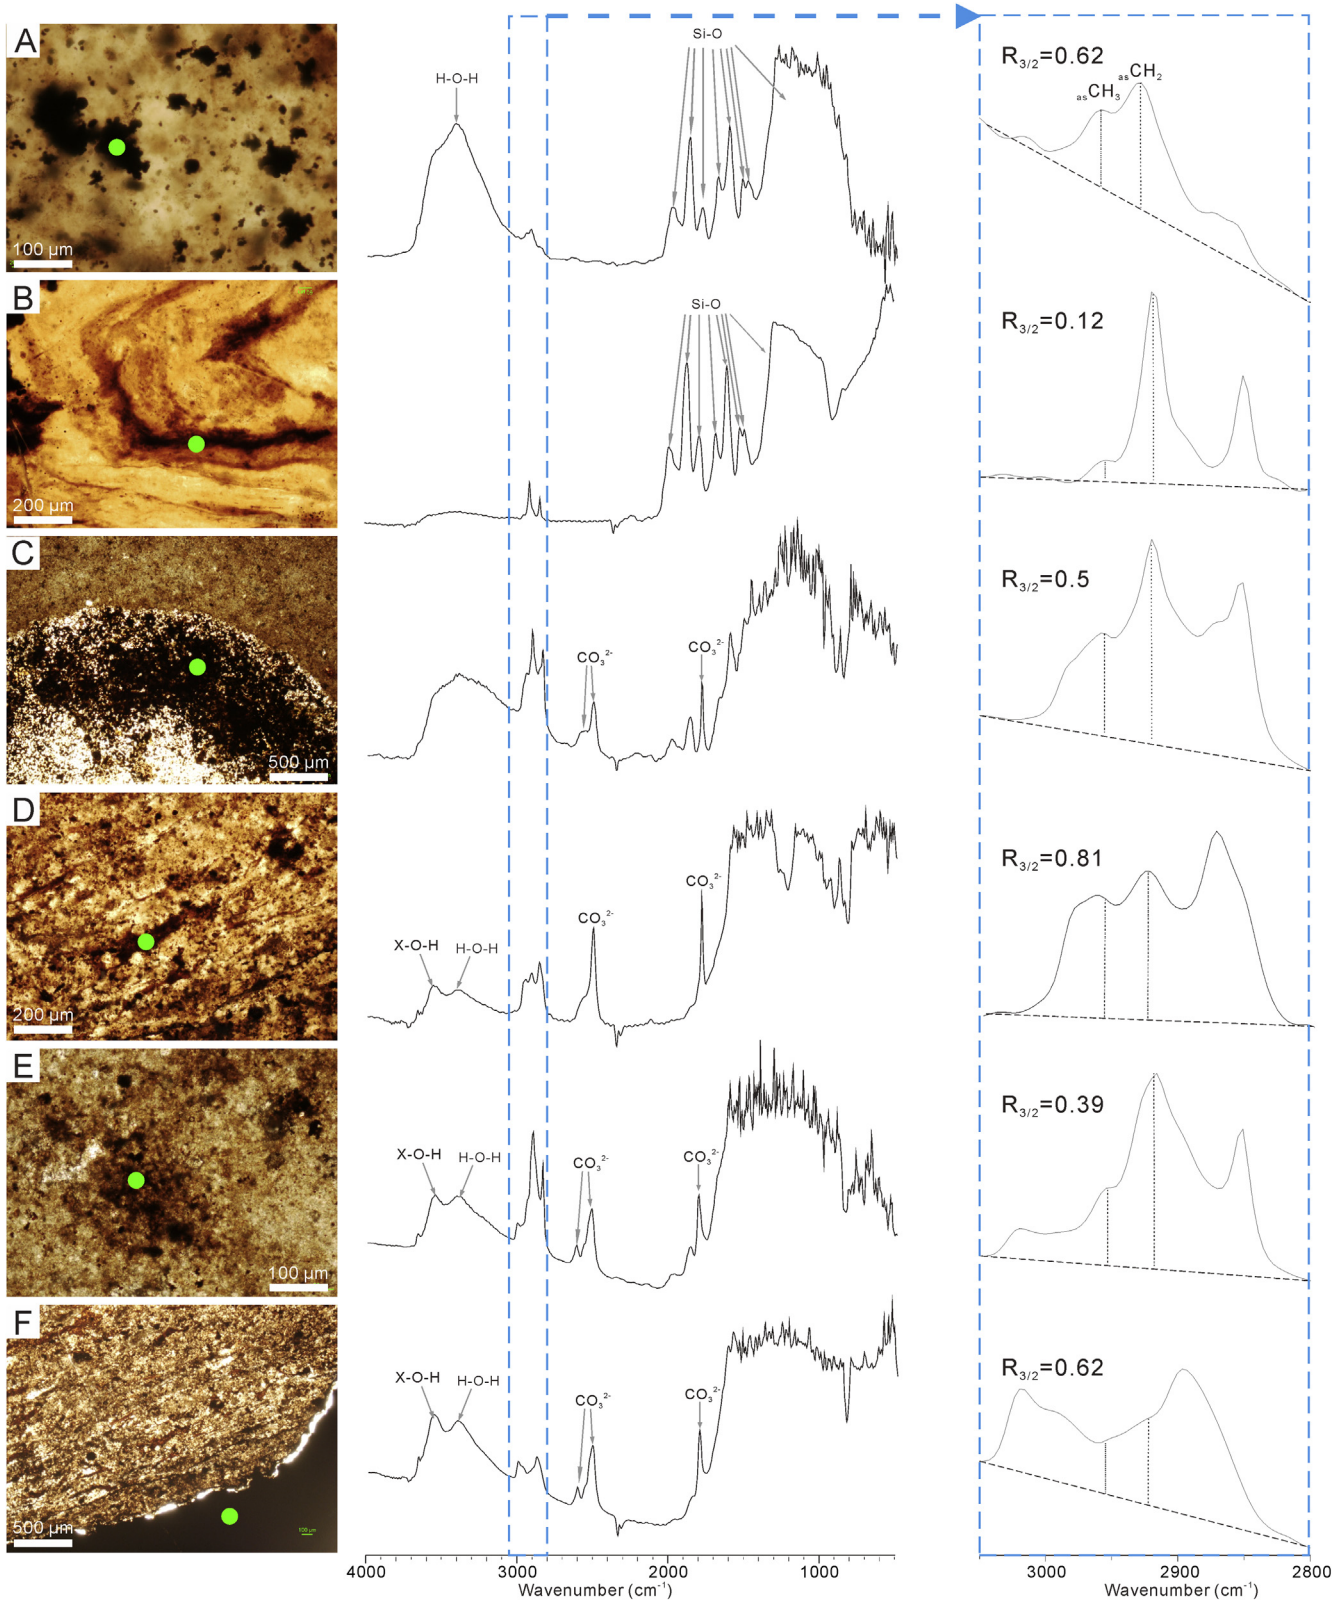 A
100 µm
H-O-H
Si-O
R3/2=0.62
asCH3
asCH2
B
200 µm
Si-O
R3/2=0.12
C
500 µm
CO3 2-
CO3 2-
R3/2=0.5
D
200 µm
X-O-H
H-O-H
CO3 2-
CO3 2-
R3/2=0.81
E
100 µm
X-O-H
H-O-H
CO3 2-
CO3 2-
R3/2=0.39
F
500 µm
X-O-H
H-O-H
CO3 2-
CO3 2-
R3/2=0.62
4000 3000 2000 1000
Wavenumber (cm-1)
3000 2900 2800
Wavenumber (cm-1)